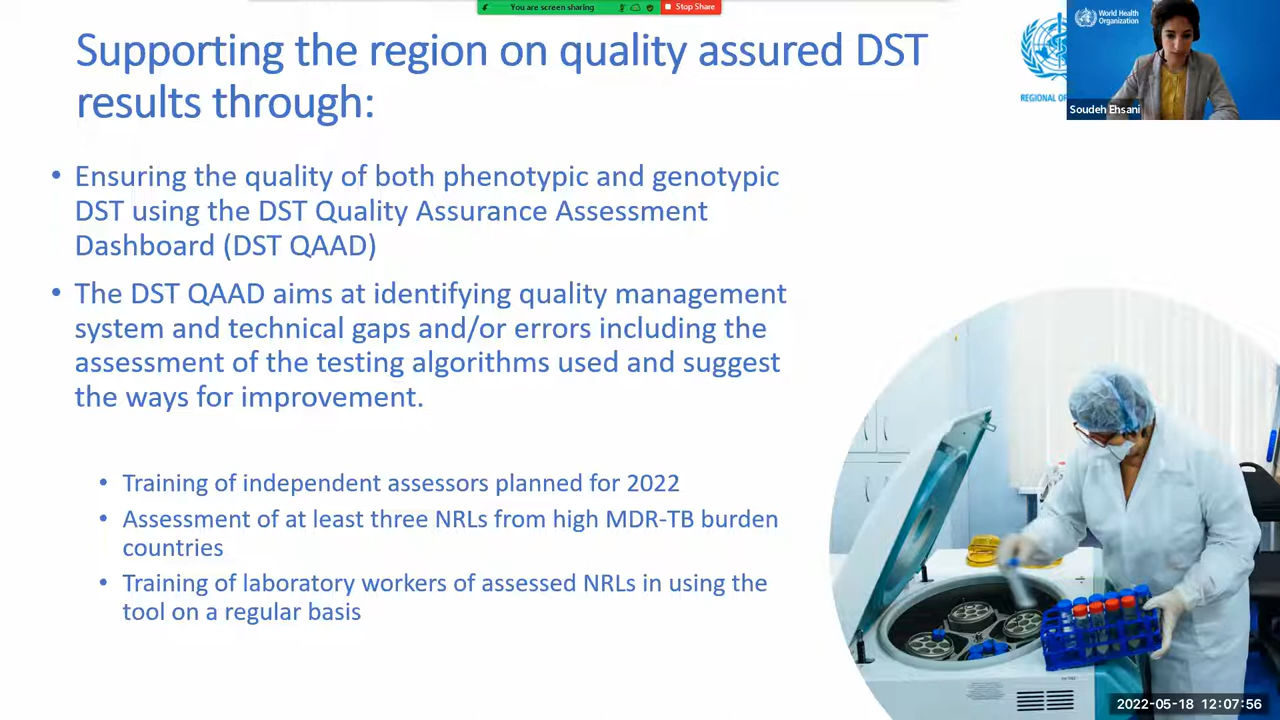 You are screen sharing
Stop Share
Supporting the region on quality assured DST
results through:
World Health
Organization
REGIONAL O
Soudeh Ehsani
• Ensuring the quality of both phenotypic and genotypic
DST using the DST Quality Assurance Assessment
Dashboard (DST QAAD)
• The DST QAAD aims at identifying quality management
system and technical gaps and/or errors including the
assessment of the testing algorithms used and suggest
the ways for improvement.
• Training of independent assessors planned for 2022
• Assessment of at least three NRLs from high MDR-TB burden
countries
• Training of laboratory workers of assessed NRLs in using the
tool on a regular basis
2022-05-18 12:07:56